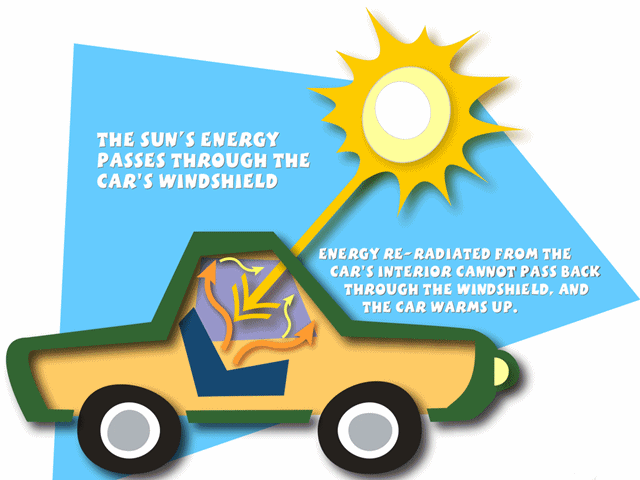 THE SUN'S ENERGY
PASSES THROUGH THE
CAR'S WINDSHIELD
ENERGY RE-RADIATED FROM THE
CAR'S INTERIOR CANNOT PASS BACK
THROUGH THE WINDSHIELD, AND
THE CAR WARMS UP.